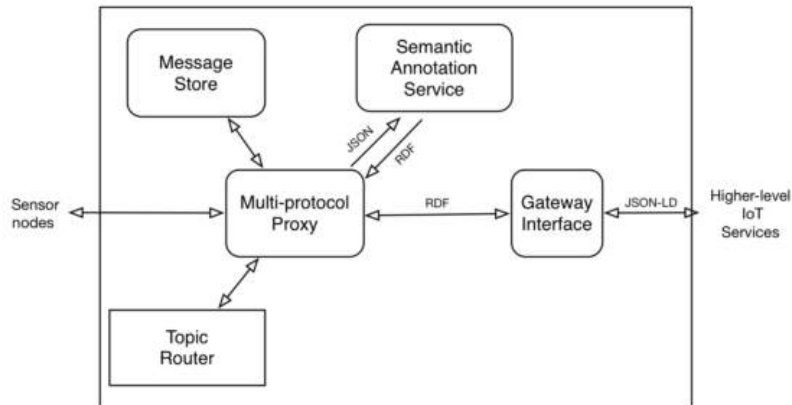 Message
Store
Semantic
Annotation
Service
JSON
RDF
Sensor
nodes
Multi-protocol
Proxy
RDF
Gateway
Interface
JSON-LD
Higher-level
IoT
Services
Topic
Router